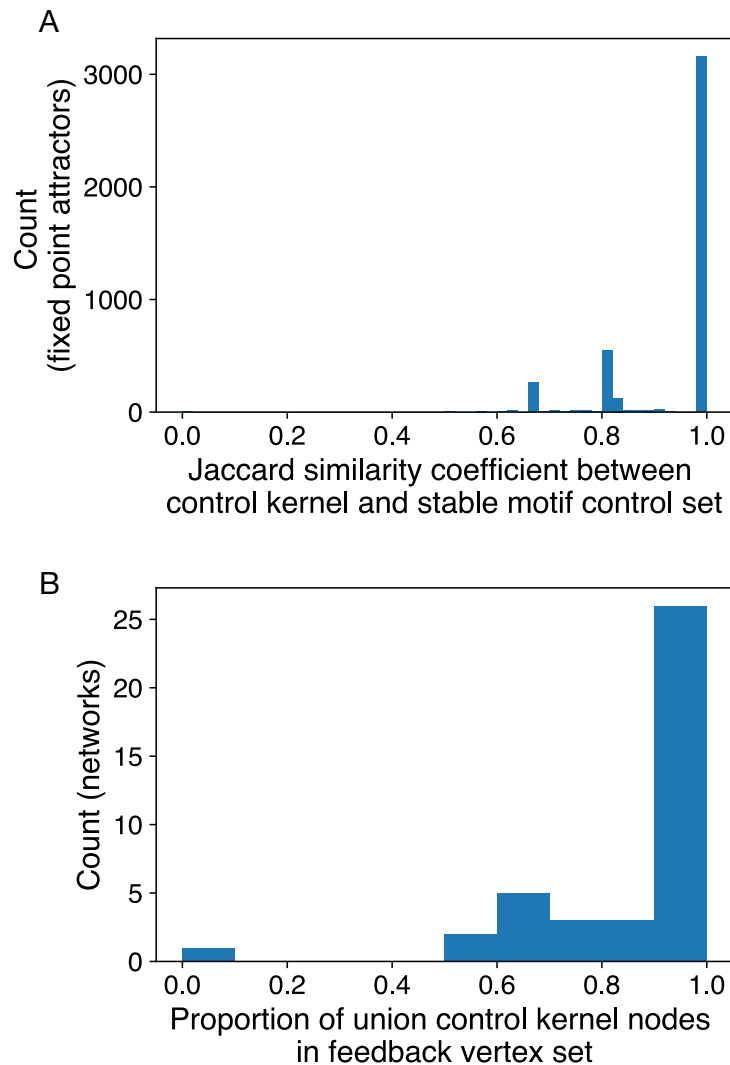 A
3000
2000
1000
0
Count
(fixed point attractors)
0.0 0.2 0.4 0.6 0.8 1.0
Jaccard similarity coefficient between
control kernel and stable motif control set
B
25
20
15
10
5
0
Count (networks)
0.0 0.2 0.4 0.6 0.8 1.0
Proportion of union control kernel nodes
in feedback vertex set